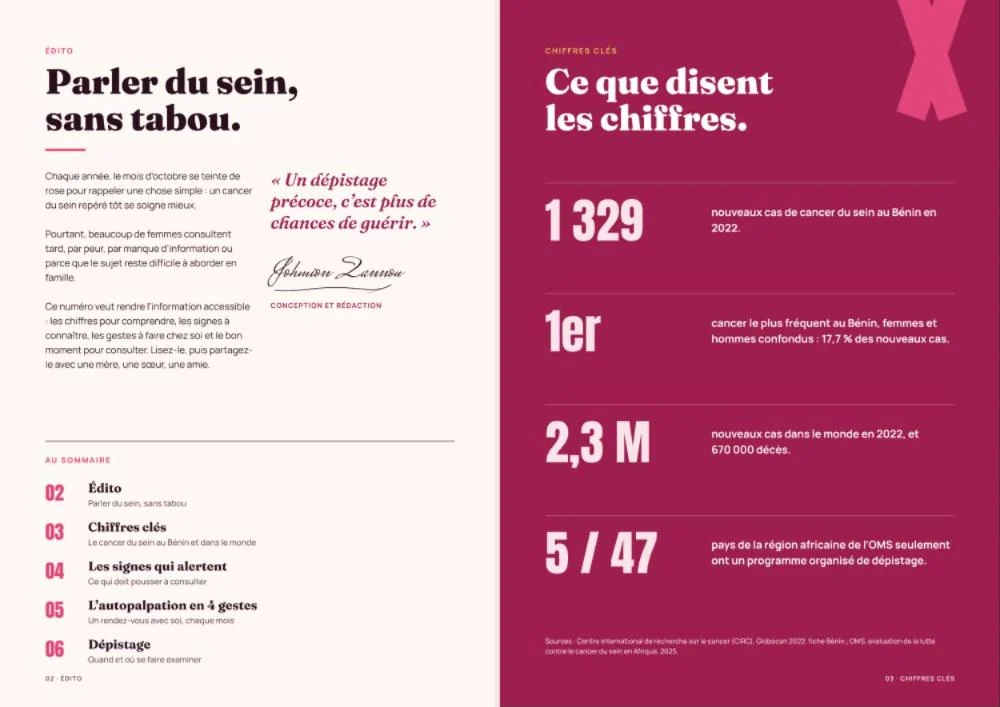 ÉDITO
Parler du sein,
sans tabou.
Chaque année, le mois d'octobre se teinte de
rose pour rappeler une chose simple : un cancer
du sein repéré tôt se soigne mieux.
Pourtant, beaucoup de femmes consultent
tard, par peur, par manque d'information ou
parce que le sujet reste difficile à aborder en
famille.
Ce numéro veut rendre l'information accessible
: les chiffres pour comprendre, les signes à
connaître, les gestes à faire chez soi et le bon
moment pour consulter. Lisez-le, puis partagez-
le avec une mère, une sœur, une amie.
« Un dépistage
précoce, c'est plus de
chances de guérir. »
Johmion Zannou
CONCEPTION ET RÉDACTION
AU SOMMAIRE
02 Édito
Parler du sein, sans tabou
03 Chiffres clés
Le cancer du sein au Bénin et dans le monde
04 Les signes qui alertent
Ce qui doit pousser à consulter
05 L'autopalpation en 4 gestes
Un rendez-vous avec soi, chaque mois
06 Dépistage
Quand et où se faire examiner
02 · ÉDITO
CHIFFRES CLÉS
Ce que disent
les chiffres.
1 329
nouveaux cas de cancer du sein au Bénin en
2022.
1er
cancer le plus fréquent au Bénin, femmes et
hommes confondus : 17,7 % des nouveaux cas.
2,3 M
nouveaux cas dans le monde en 2022, et
670 000 décès.
5 / 47
pays de la région africaine de l'OMS seulement
ont un programme organisé de dépistage.
Sources : Centre international de recherche sur le cancer (CIRC), Globocan 2022, fiche Bénin ; OMS, évaluation de la lutte
contre le cancer du sein en Afrique, 2025.
03 · CHIFFRES CLÉS